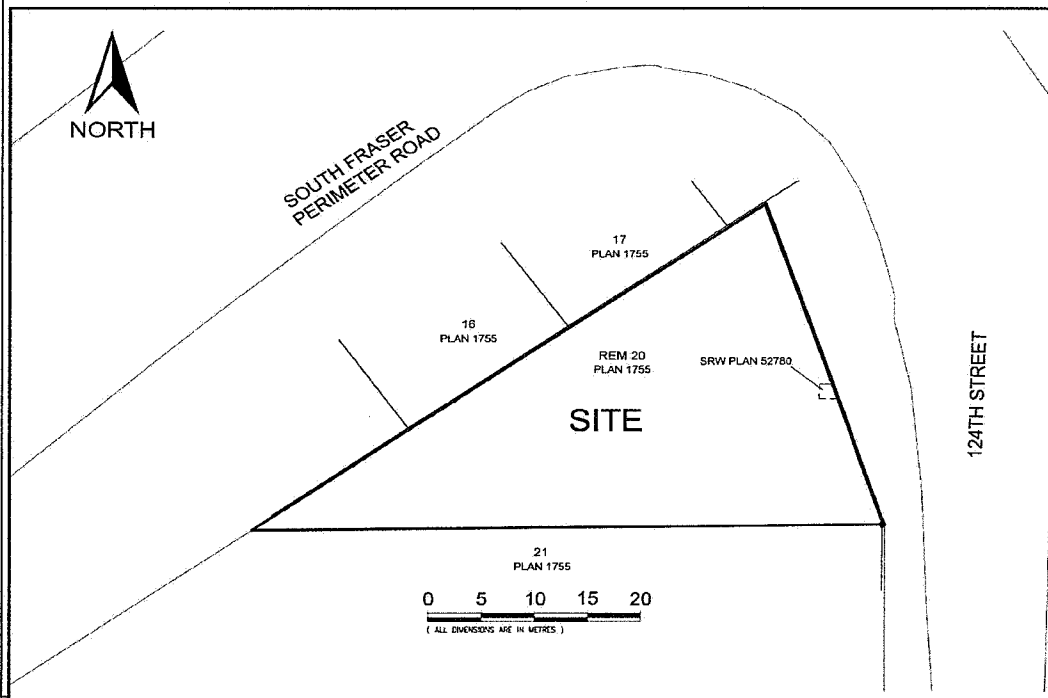 NORTH
SOUTH FRASER
PERIMETER ROAD
17
PLAN 1755
16
PLAN 1755
REM 20
PLAN 1755
SRW PLAN 52780
SITE
124TH STREET
21
PLAN 1755
0 5 10 15 20
( ALL DIMENSIONS ARE IN METRES )